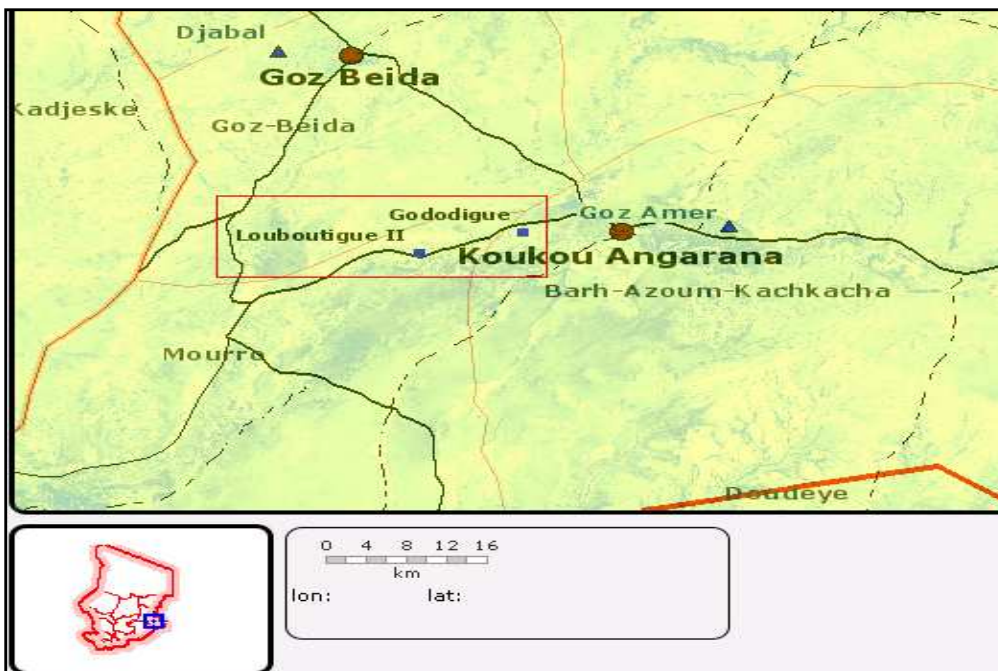 Djabal
Goz Beida
Kadjeske
Goz-Beida
Gododigue
Goz Amer
Louboutigue II
Koukou Angarana
Barh-Azoum-Kachkacha
Mourro
Doudeye
0 4 8 12 16
km
lon: lat: